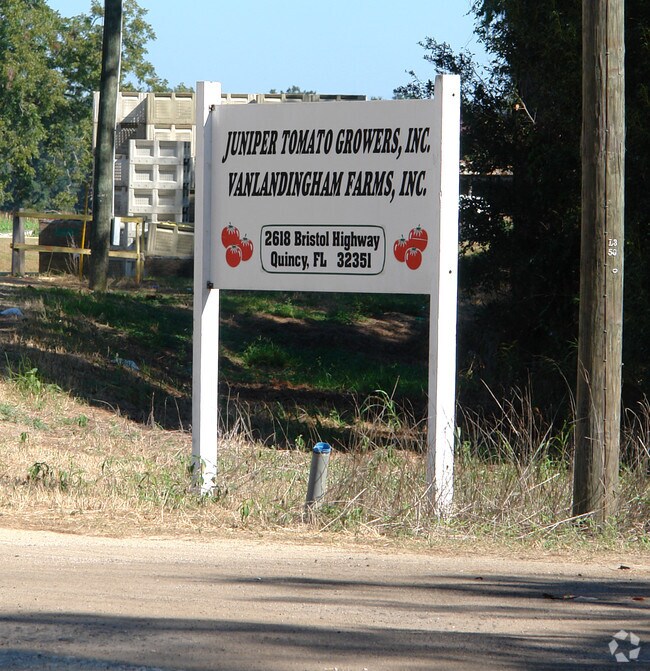 JUNIPER TOMATO GROWERS, INC.
VANLANDINGHAM FARMS, INC.
2618 Bristol Highway
Quincy, FL 32351